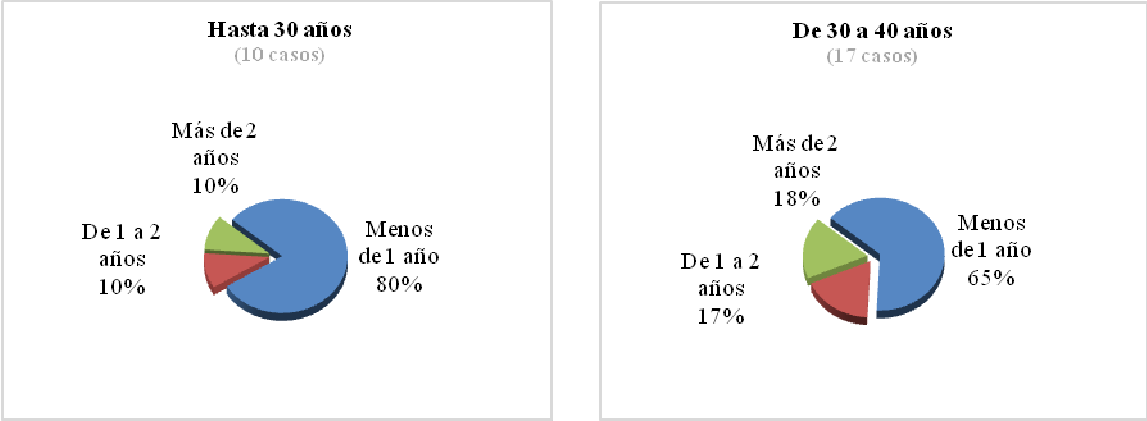 Hasta 30 años
(10 casos)
Más de 2
años
10%
De 1 a 2
años
10%
Menos
de 1 año
80%
De 30 a 40 años
(17 casos)
Más de 2
años
18%
De 1 a 2
años
17%
Menos
de 1 año
65%